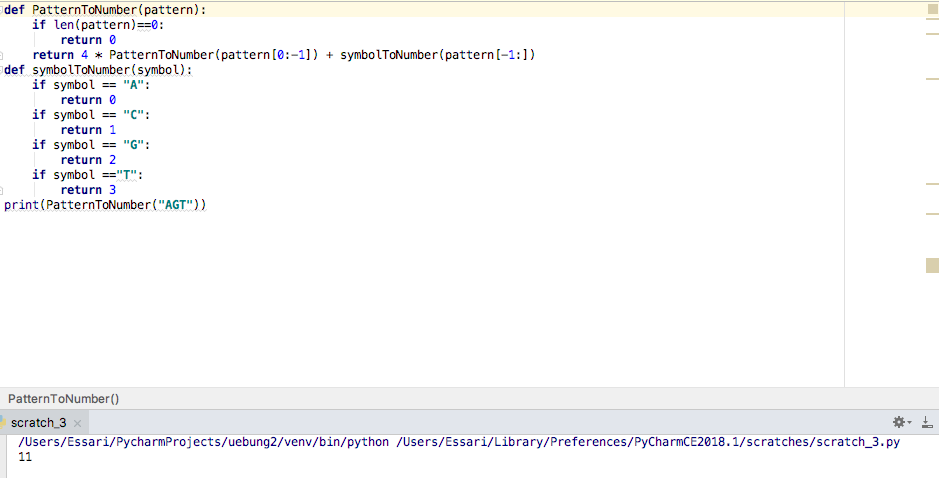 def PatternToNumber(pattern):
    if len(pattern)==0:
        return 0
    return 4 * PatternToNumber(pattern[0:-1]) + symbolToNumber(pattern[-1:])
def symbolToNumber(symbol):
    if symbol == "A":
        return 0
    if symbol == "C":
        return 1
    if symbol == "G":
        return 2
    if symbol =="T":
        return 3
print(PatternToNumber("AGT"))
PatternToNumber()
scratch_3
/Users/Essari/PycharmProjects/uebung2/venv/bin/python /Users/Essari/Library/Preferences/PyCharmCE2018.1/scratches/scratch_3.py
11